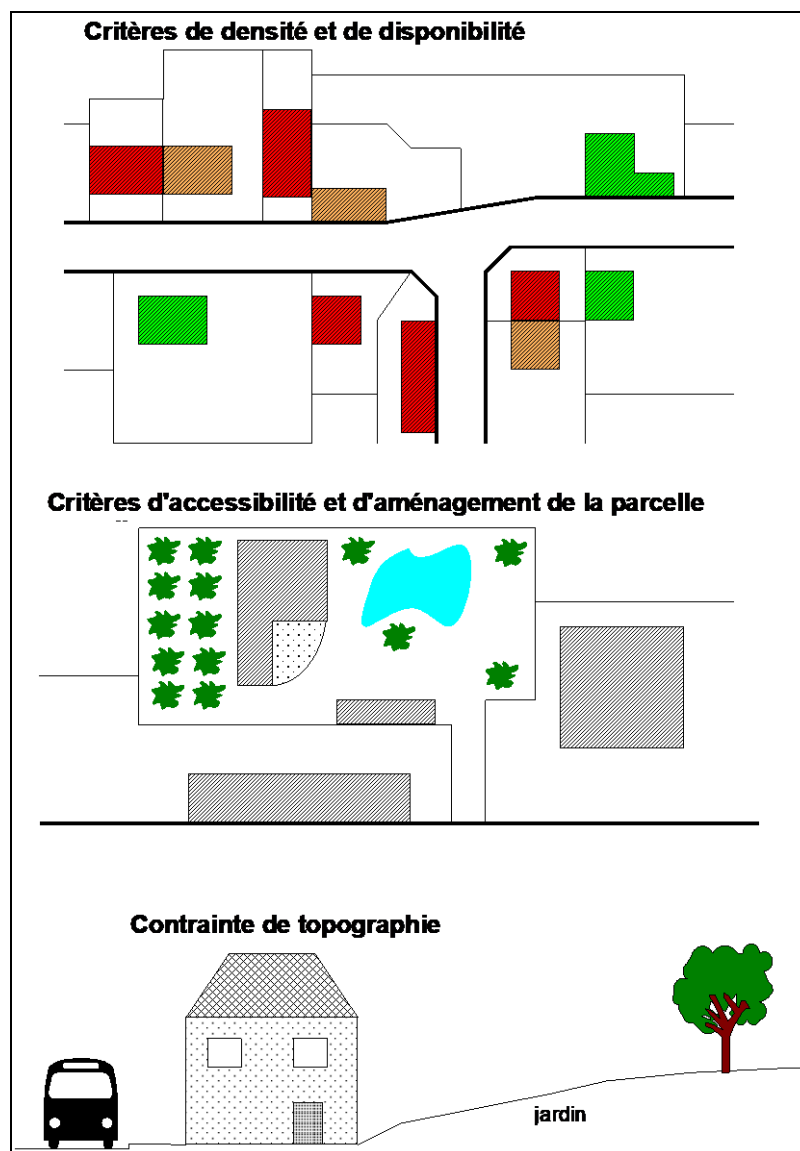 Critères de densité et de disponibilité
Critères d'accessibilité et d'aménagement de la parcelle
Contrainte de topographie
jardin